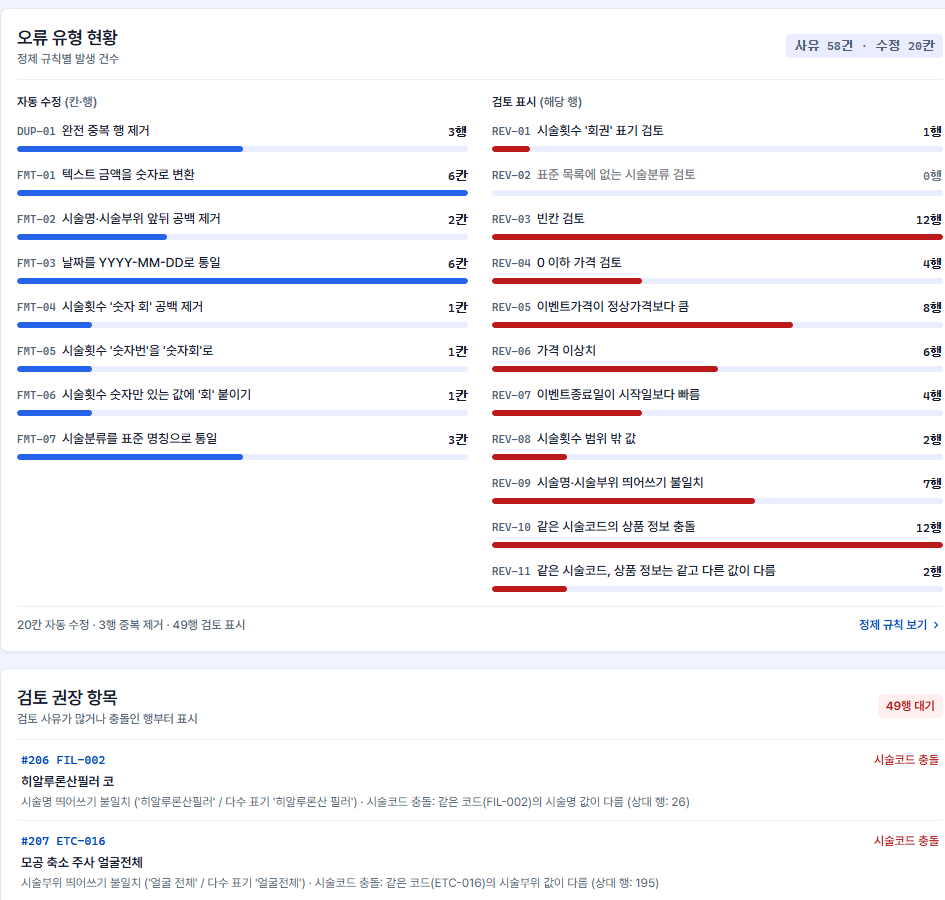 오류 유형 현황
정제 규칙별 발생 건수
사유 58건 · 수정 20칸
자동 수정 (칸·행)
DUP-01 완전 중복 행 제거 3행
FMT-01 텍스트 금액을 숫자로 변환 6칸
FMT-02 시술명·시술부위 앞뒤 공백 제거 2칸
FMT-03 날짜를 YYYY-MM-DD로 통일 6칸
FMT-04 시술횟수 '숫자 회' 공백 제거 1칸
FMT-05 시술횟수 '숫자번'을 '숫자회'로 1칸
FMT-06 시술횟수 숫자만 있는 값에 '회' 붙이기 1칸
FMT-07 시술분류를 표준 명칭으로 통일 3칸
검토 표시 (해당 행)
REV-01 시술횟수 '회권' 표기 검토 1행
REV-02 표준 목록에 없는 시술분류 검토 0행
REV-03 빈칸 검토 12행
REV-04 0 이하 가격 검토 4행
REV-05 이벤트가격이 정상가격보다 큼 8행
REV-06 가격 이상치 6행
REV-07 이벤트종료일이 시작일보다 빠름 4행
REV-08 시술횟수 범위 밖 값 2행
REV-09 시술명·시술부위 띄어쓰기 불일치 7행
REV-10 같은 시술코드의 상품 정보 충돌 12행
REV-11 같은 시술코드, 상품 정보는 같고 다른 값이 다름 2행
20칸 자동 수정 · 3행 중복 제거 · 49행 검토 표시
정제 규칙 보기 ›
검토 권장 항목
검토 사유가 많거나 충돌인 행부터 표시
49행 대기
#206 FIL-002 시술코드 충돌
히알루론산필러 코
시술명 띄어쓰기 불일치 ('히알루론산필러' / 다수 표기 '히알루론산 필러') · 시술코드 충돌: 같은 코드(FIL-002)의 시술명 값이 다름 (상대 행: 26)
#207 ETC-016 시술코드 충돌
모공 축소 주사 얼굴전체
시술부위 띄어쓰기 불일치 ('얼굴 전체' / 다수 표기 '얼굴전체') · 시술코드 충돌: 같은 코드(ETC-016)의 시술부위 값이 다름 (상대 행: 195)